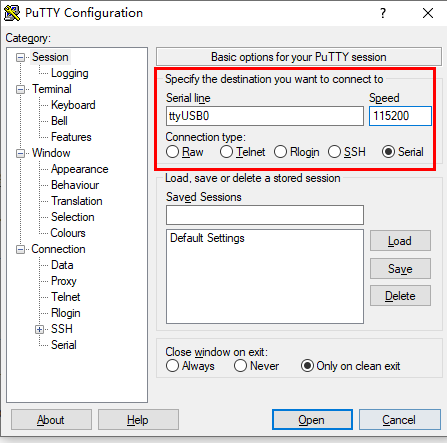 PuTTY Configuration
?
×
Category:
Session
Logging
Terminal
Keyboard
Bell
Features
Window
Appearance
Behaviour
Translation
Selection
Colours
Connection
Data
Proxy
Telnet
Rlogin
SSH
Serial
Basic options for your PuTTY session
Specify the destination you want to connect to
Serial line Speed
ttyUSB0 115200
Connection type:
Raw Telnet Rlogin SSH Serial
Load, save or delete a stored session
Saved Sessions
Default Settings
Load
Save
Delete
Close window on exit:
Always Never Only on clean exit
About Help Open Cancel